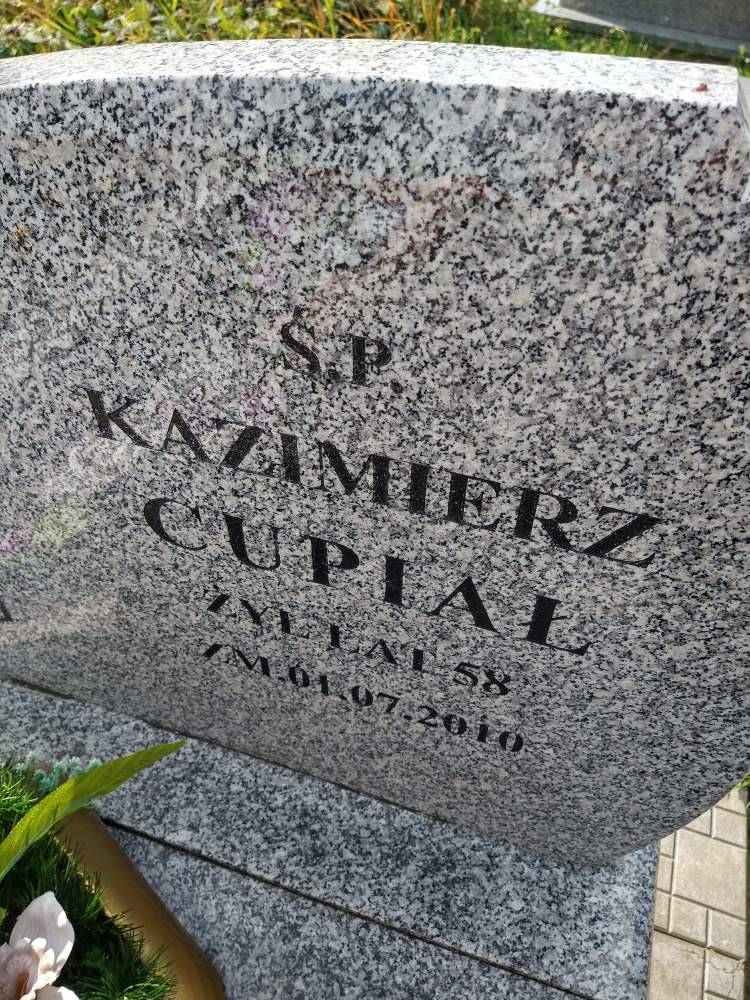 Ś.P.
KAZIMIERZ
CUPIAŁ
ŻYŁ LAT 58
ZM.01.07.2010